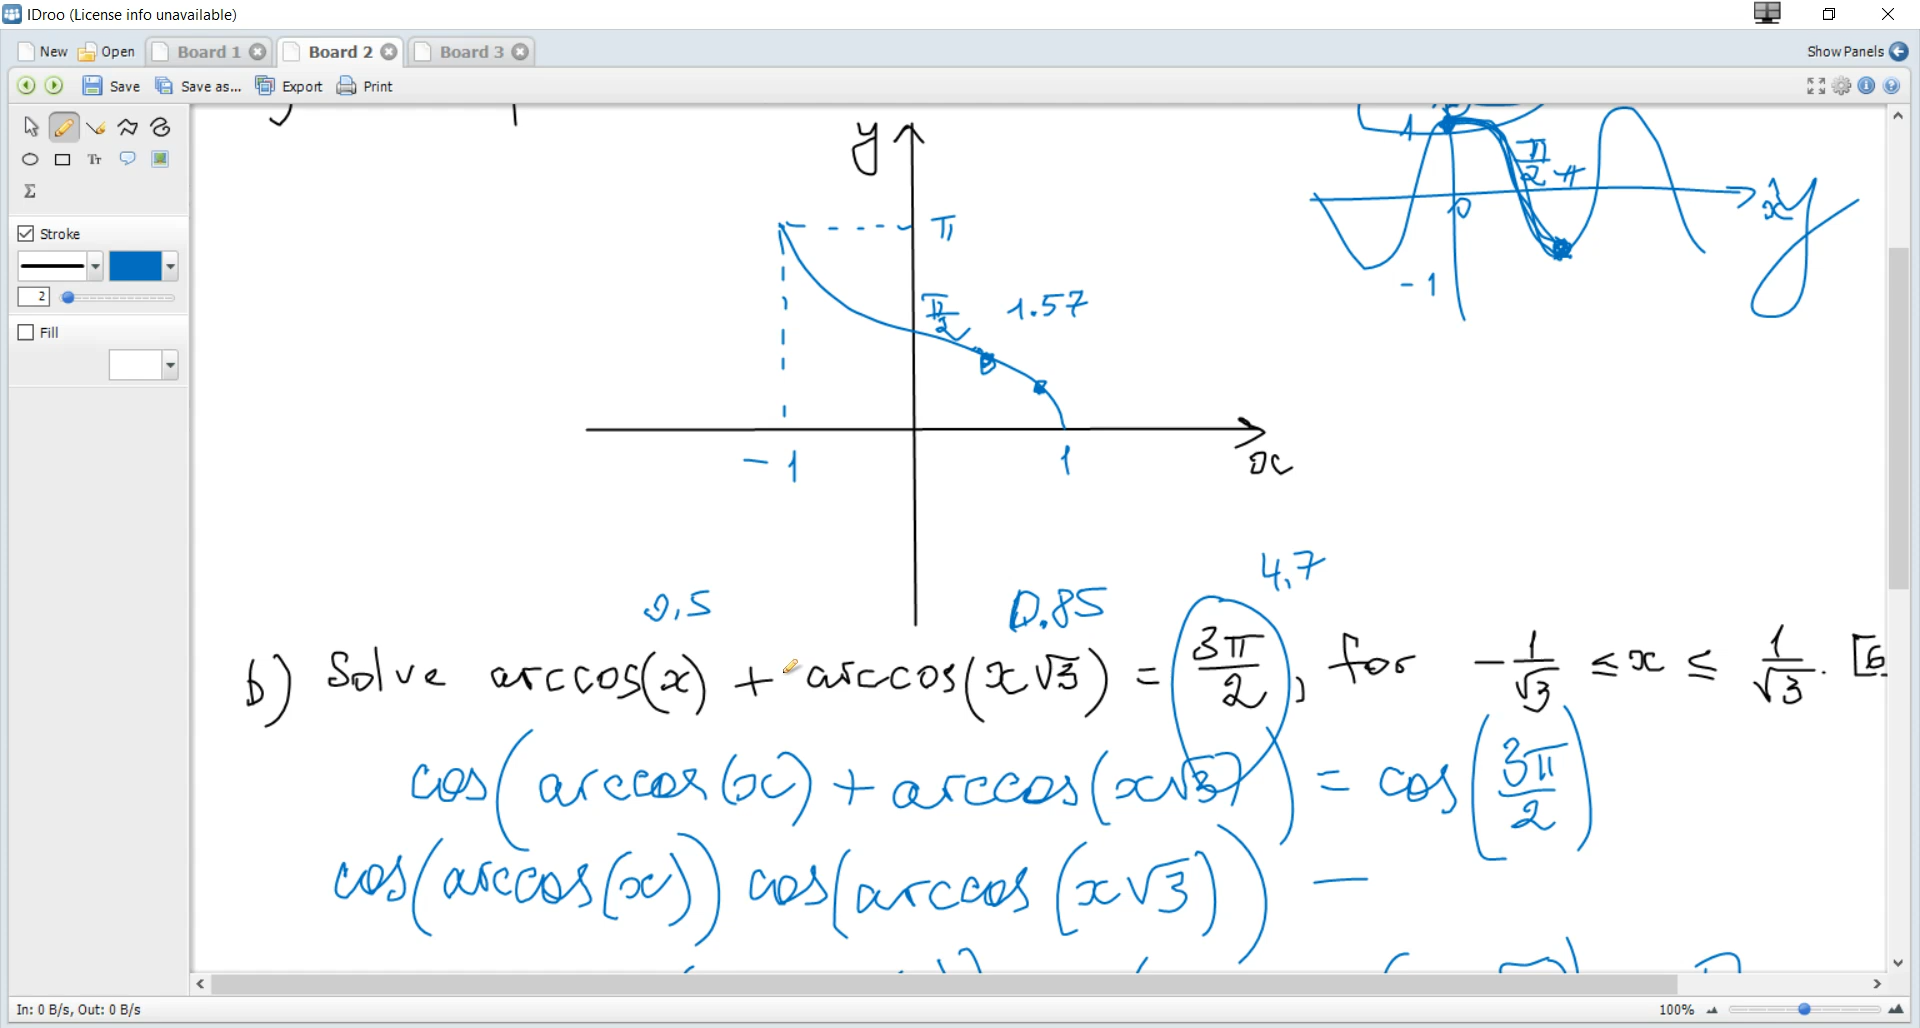 IDroo (License info unavailable)
New Open Board 1 Board 2 Board 3 Show Panels
Save Save as... Export Print
Tт
Σ
Stroke
2
Fill
y
π
π/2 1.57
-1 1
x
1
π/2 π
0 x y
-1
0,5 0.85 4,7
b) Solve arccos(x) + arccos(x√3) = 3π/2, for -1/√3 ≤ x ≤ 1/√3. [6
cos(arccos(x) + arccos(x√3)) = cos(3π/2)
cos(arccos(x)) cos(arccos(x√3)) -
In: 0 B/s, Out: 0 B/s 100%